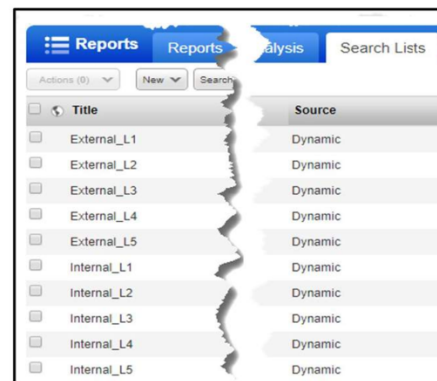 Reports Reports alysis Search Lists
Actions (0) New Search
Title Source
External_L1 Dynamic
External_L2 Dynamic
External_L3 Dynamic
External_L4 Dynamic
External_L5 Dynamic
Internal_L1 Dynamic
Internal_L2 Dynamic
Internal_L3 Dynamic
Internal_L4 Dynamic
Internal_L5 Dynamic